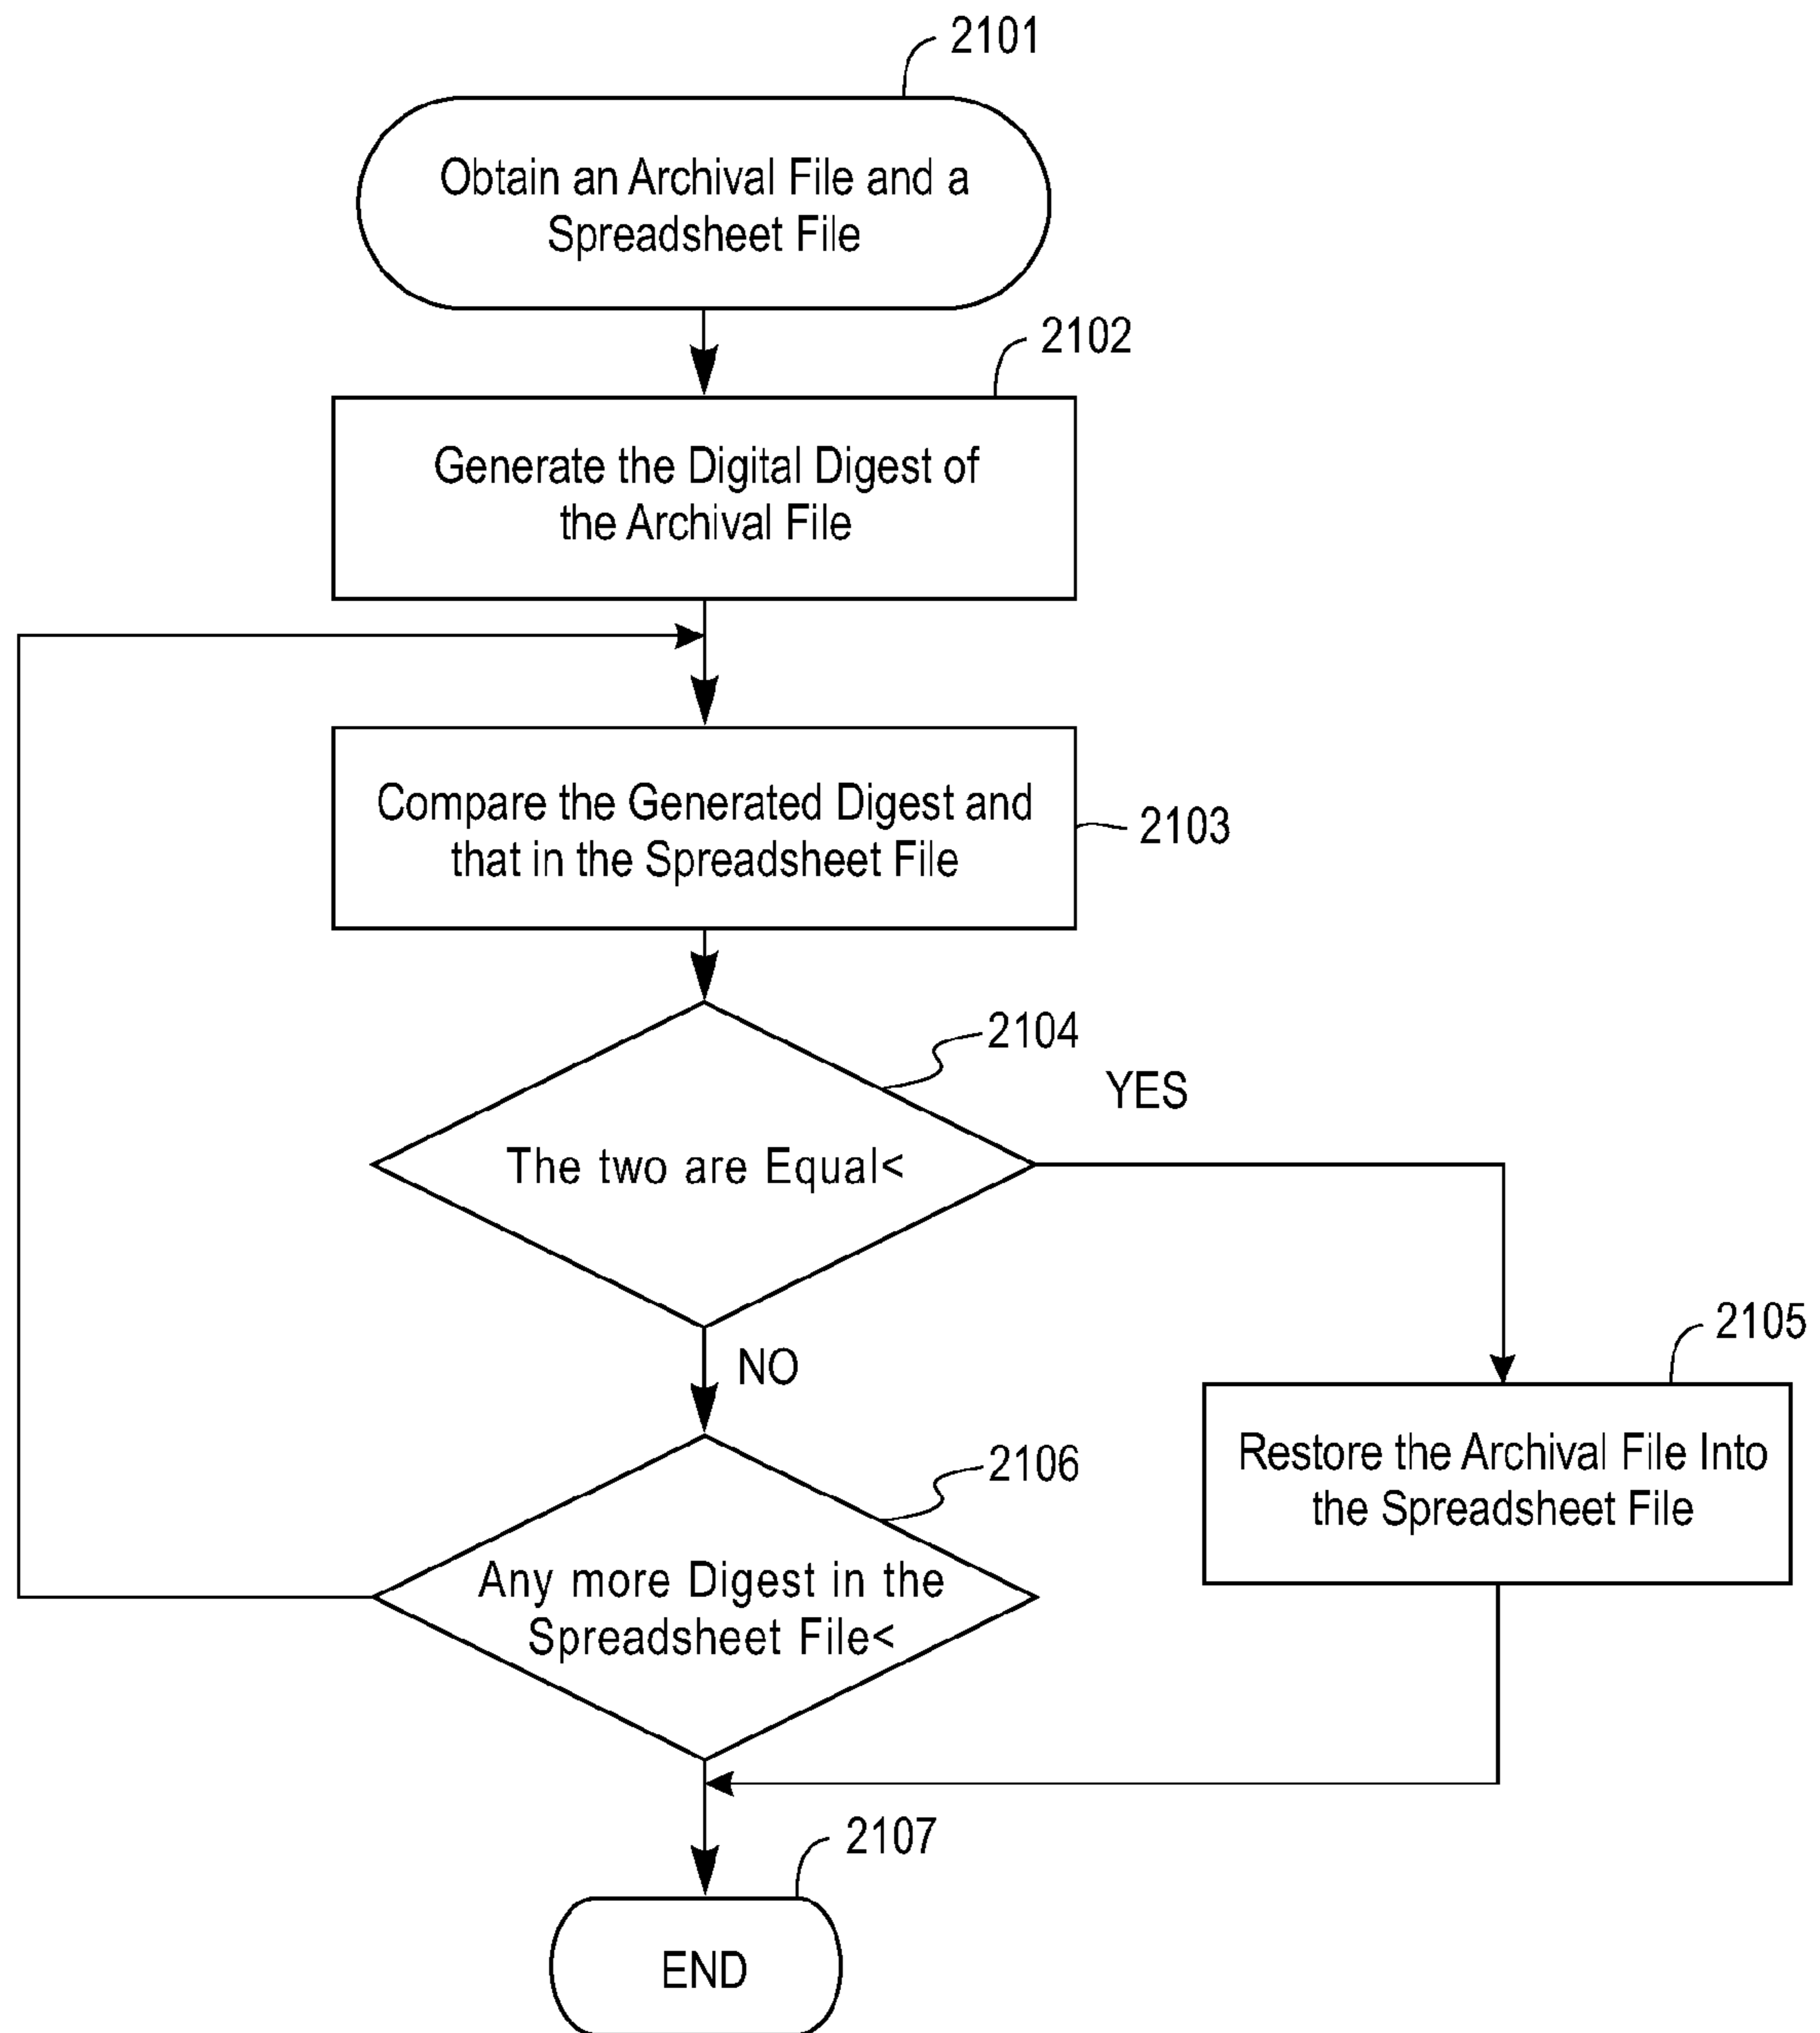 2101
Obtain an Archival File and a
Spreadsheet File
2102
Generate the Digital Digest of
the Archival File
Compare the Generated Digest and
that in the Spreadsheet File
2103
2104
YES
The two are Equal<
NO
2105
Restore the Archival File Into
the Spreadsheet File
2106
Any more Digest in the
Spreadsheet File<
2107
END